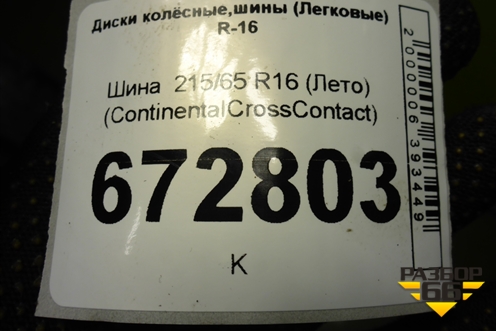 Диски колёсные,шины (Легковые)
R-16
Шина 215/65 R16 (Лето)
(ContinentalCrossContact)
672803
К
2000006393449
РАЗБОР
66